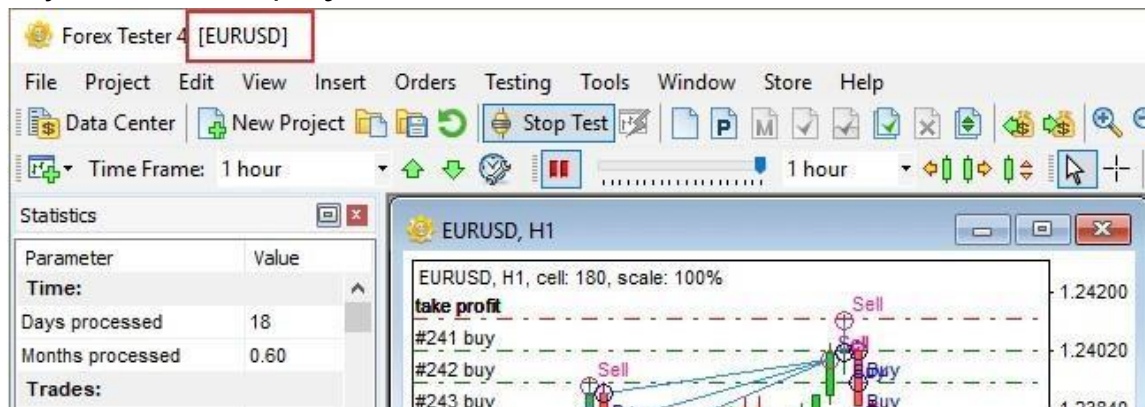 Forex Tester 4 [EURUSD]
File Project Edit View Insert Orders Testing Tools Window Store Help
Data Center New Project Stop Test P M
Time Frame: 1 hour 1 hour
Statistics
Parameter Value
Time:
Days processed 18
Months processed 0.60
Trades:
EURUSD, H1
EURUSD, H1, cell: 180, scale: 100%
take profit
Sell
1.24200
#241 buy
Sell
1.24020
#242 buy
Sell
Buy
#243 buy
Buy